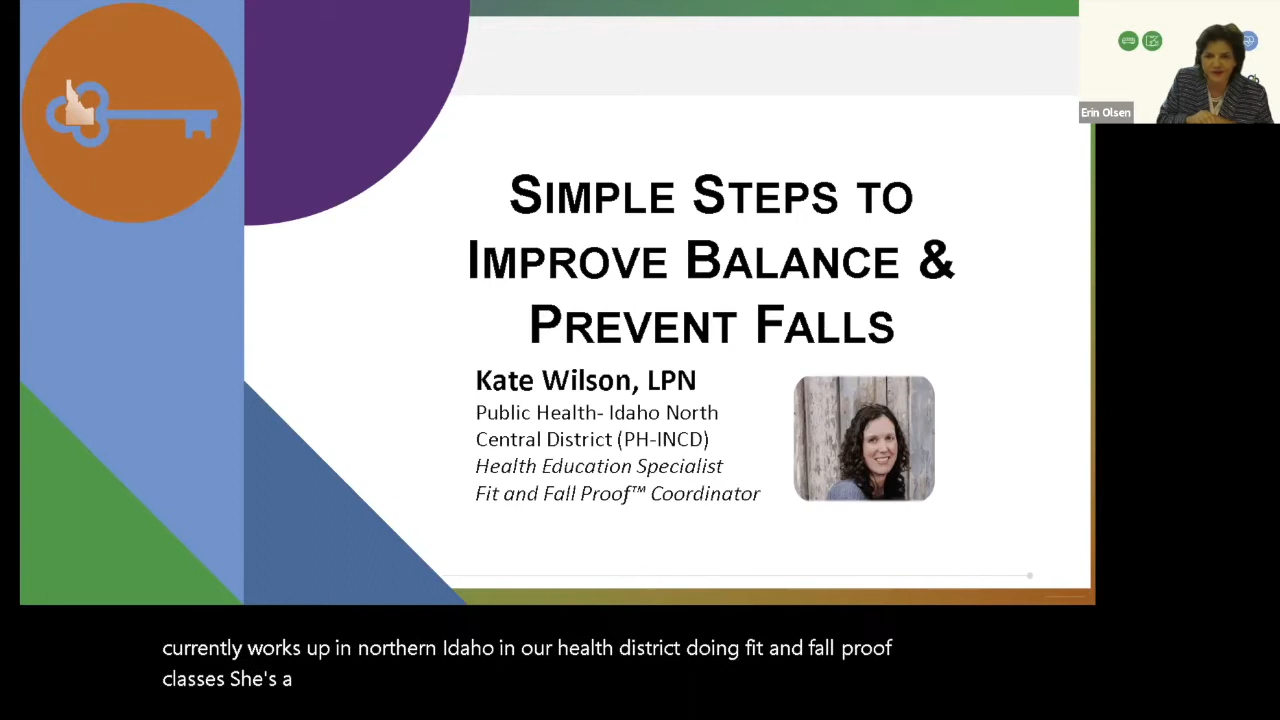 Erin Olsen
SIMPLE STEPS TO
IMPROVE BALANCE &
PREVENT FALLS
Kate Wilson, LPN
Public Health- Idaho North
Central District (PH-INCD)
Health Education Specialist
Fit and Fall Proof™ Coordinator
currently works up in northern Idaho in our health district doing fit and fall proof
classes She's a